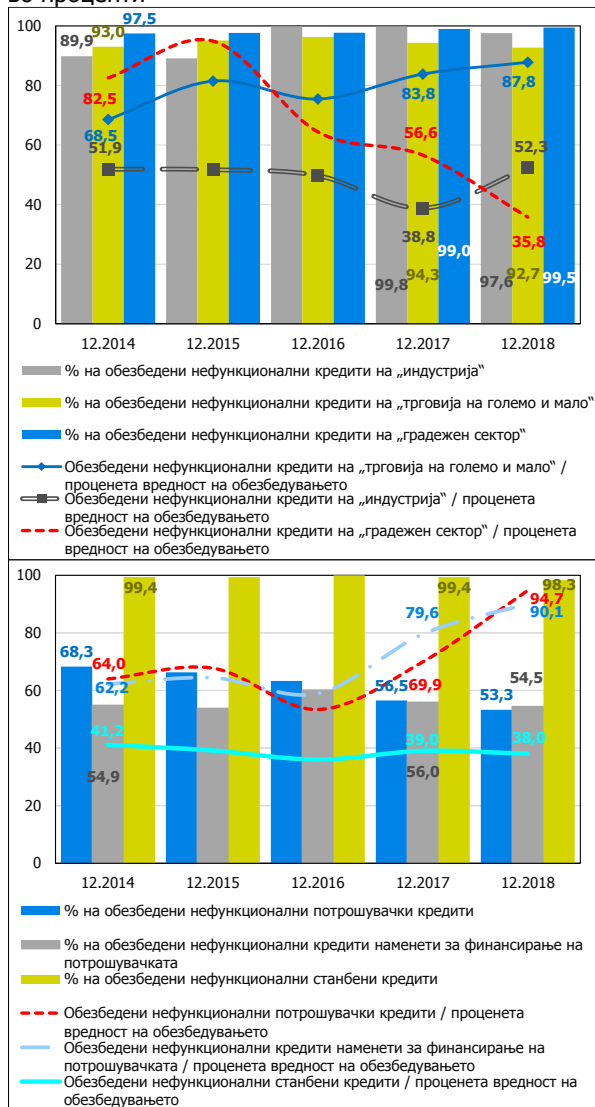 во проценти
100
80
60
40
20
0
89,9
93,0
97,5
82,5
68,5
51,9
83,8
56,6
38,8
99,8
94,3
99,0
87,8
52,3
35,8
97,6
92,7
99,5
12.2014
12.2015
12.2016
12.2017
12.2018
% на обезбедени нефункционални кредити на „индустрија“
% на обезбедени нефункционални кредити на „трговија на големо и мало“
% на обезбедени нефункционални кредити на „градежен сектор“
Обезбедени нефункционални кредити на „трговија на големо и мало“ /
проценета вредност на обезбедувањето
Обезбедени нефункционални кредити на „индустрија“ / проценета
вредност на обезбедувањето
Обезбедени нефункционални кредити на „градежен сектор“ / проценета
вредност на обезбедувањето
100
80
60
40
20
0
68,3
64,0
62,2
41,2
54,9
99,4
79,6
56,5
69,9
39,0
56,0
99,4
98,3
94,7
90,1
54,5
53,3
38,0
12.2014
12.2015
12.2016
12.2017
12.2018
% на обезбедени нефункционални потрошувачки кредити
% на обезбедени нефункционални кредити наменети за финансирање на
потрошувачката
% на обезбедени нефункционални станбени кредити
Обезбедени нефункционални потрошувачки кредити / проценета
вредност на обезбедувањето
Обезбедени нефункционални кредити наменети за финансирање на
потрошувачката / проценета вредност на обезбедувањето
Обезбедени нефункционални станбени кредити / проценета вредност на
обезбедувањето